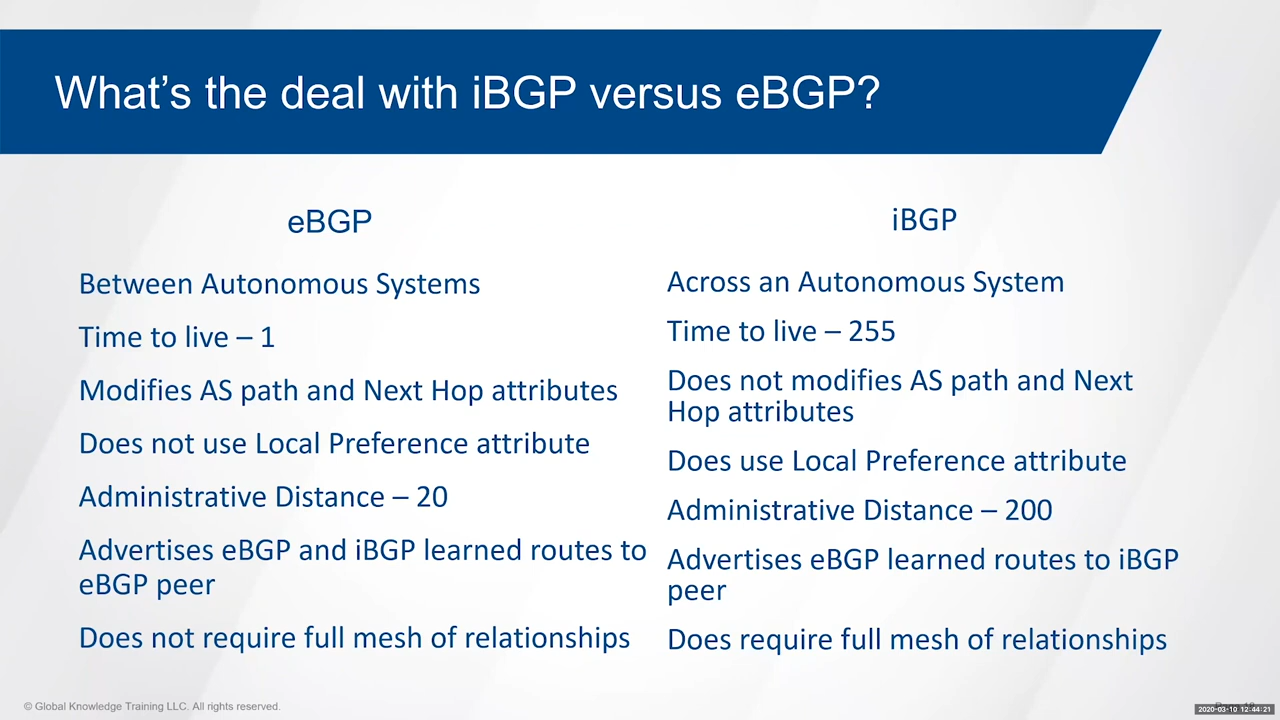 What's the deal with iBGP versus eBGP?
eBGP
Between Autonomous Systems
Time to live – 1
Modifies AS path and Next Hop attributes
Does not use Local Preference attribute
Administrative Distance – 20
Advertises eBGP and iBGP learned routes to
eBGP peer
Does not require full mesh of relationships
iBGP
Across an Autonomous System
Time to live – 255
Does not modifies AS path and Next
Hop attributes
Does use Local Preference attribute
Administrative Distance – 200
Advertises eBGP learned routes to iBGP
peer
Does require full mesh of relationships
© Global Knowledge Training LLC. All rights reserved.
2020-03-10 12:44:21